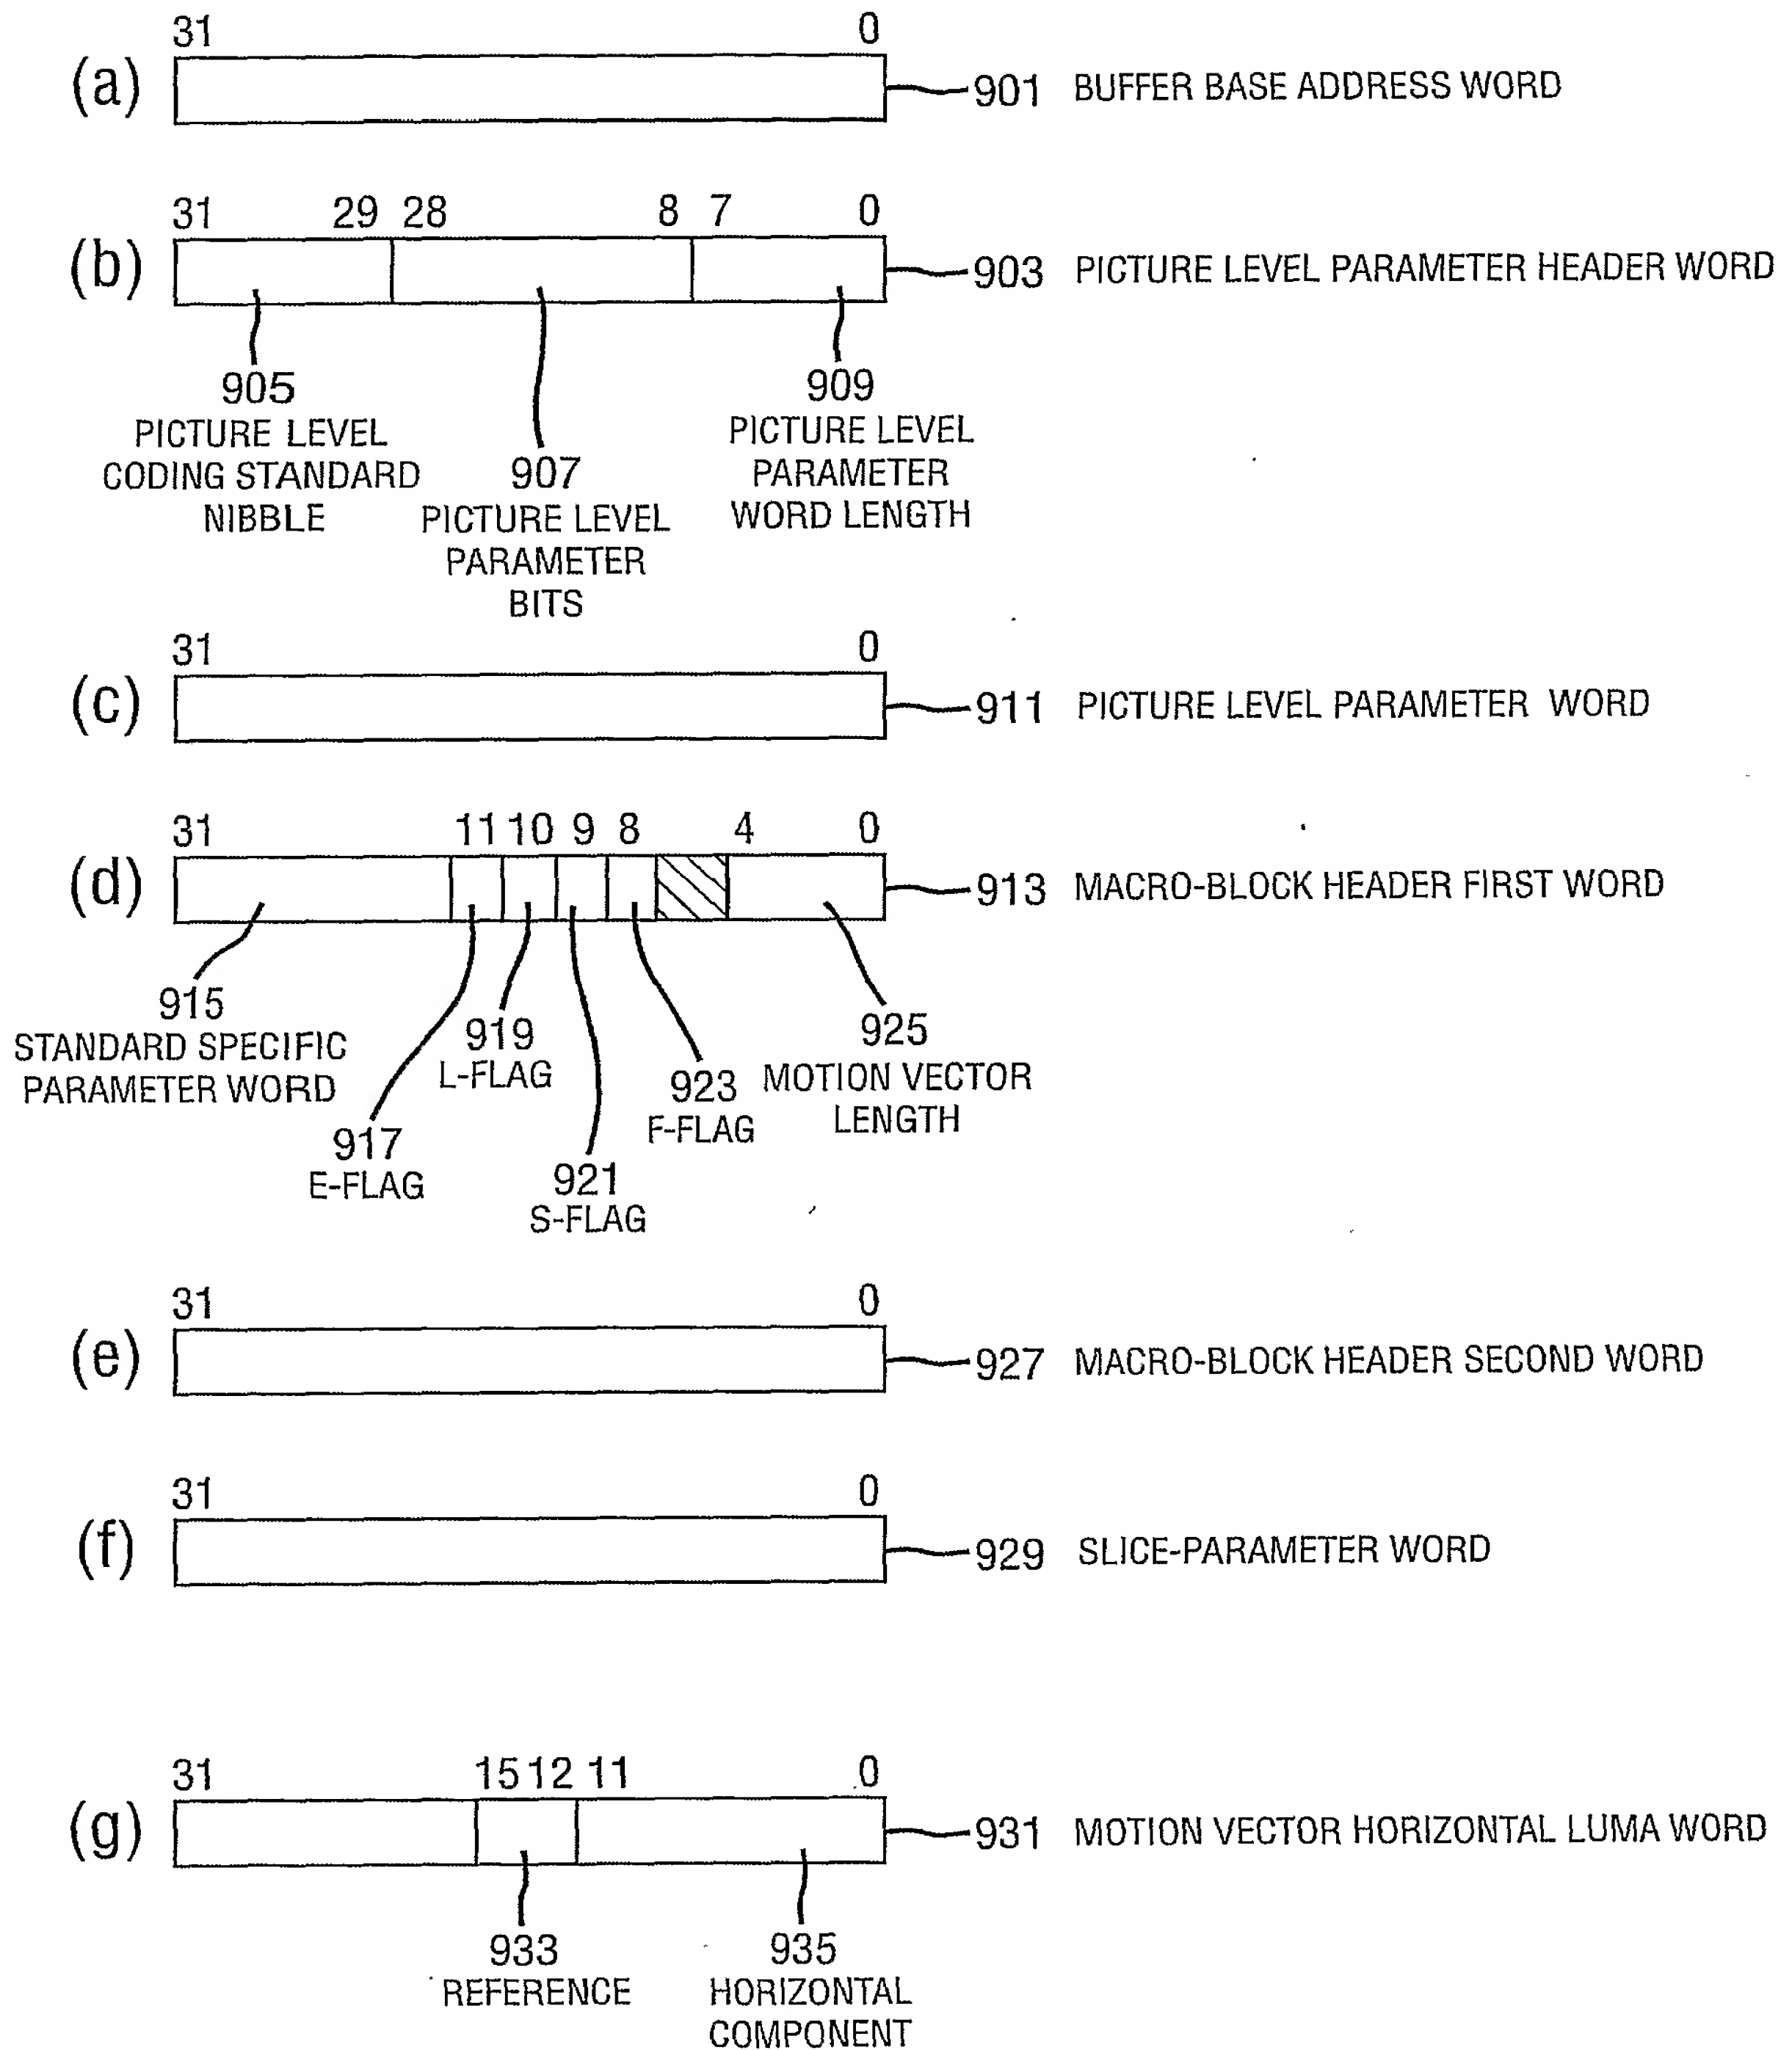 31 0
(a) 901 BUFFER BASE ADDRESS WORD
31 29 28 8 7 0
(b) 903 PICTURE LEVEL PARAMETER HEADER WORD
905
PICTURE LEVEL
CODING STANDARD
NIBBLE
907
PICTURE LEVEL
PARAMETER
BITS
909
PICTURE LEVEL
PARAMETER
WORD LENGTH
31 0
(c) 911 PICTURE LEVEL PARAMETER WORD
31 11 10 9 8 4 0
(d) 913 MACRO-BLOCK HEADER FIRST WORD
915
STANDARD SPECIFIC
PARAMETER WORD
917
E-FLAG
919
L-FLAG
921
S-FLAG
923
F-FLAG
925
MOTION VECTOR
LENGTH
31 0
(e) 927 MACRO-BLOCK HEADER SECOND WORD
31 0
(f) 929 SLICE-PARAMETER WORD
31 15 12 11 0
(g) 931 MOTION VECTOR HORIZONTAL LUMA WORD
933
REFERENCE
935
HORIZONTAL
COMPONENT